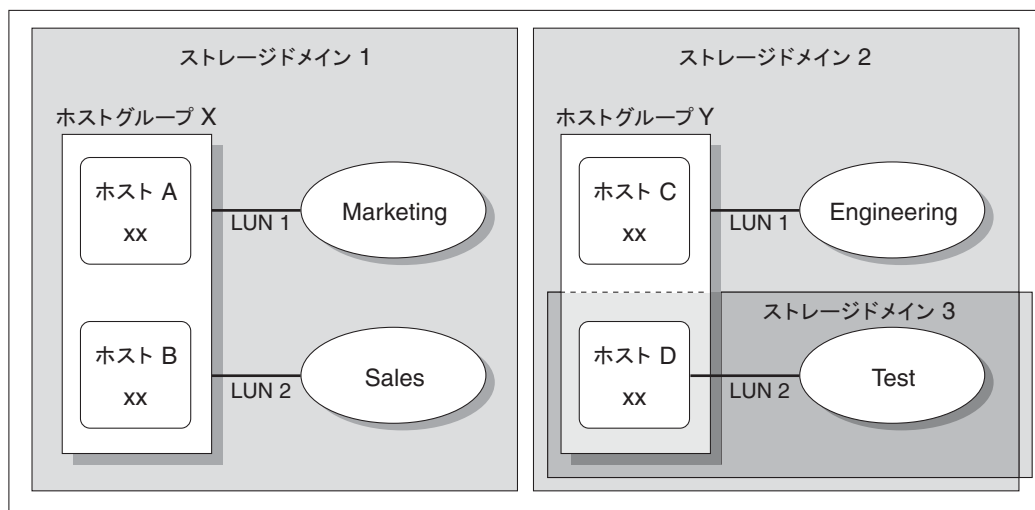 ストレージドメイン 1
ホストグループ X
ホスト A
xx
LUN 1
Marketing
ホスト B
xx
LUN 2
Sales
ストレージドメイン 2
ホストグループ Y
ホスト C
xx
LUN 1
Engineering
ストレージドメイン 3
ホスト D
xx
LUN 2
Test